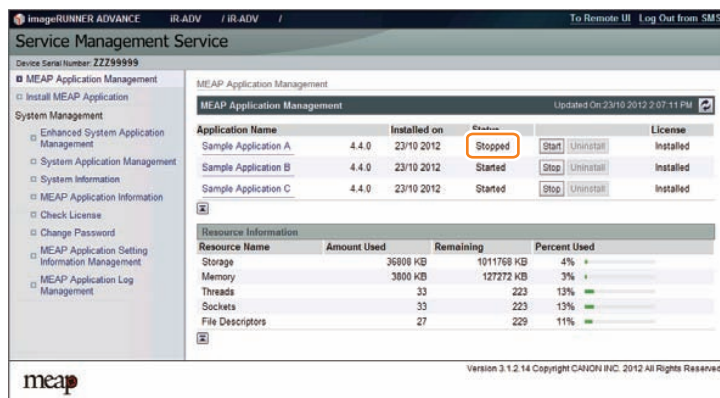 imageRUNNER ADVANCE iR-ADV / iR-ADV / To Remote UI Log Out from SMS
Service Management Service
Device Serial Number: ZZZ99999
MEAP Application Management
Install MEAP Application
System Management
Enhanced System Application
Management
System Application Management
System Information
MEAP Application Information
Check License
Change Password
MEAP Application Setting
Information Management
MEAP Application Log
Management
MEAP Application Management
MEAP Application Management Updated On:23/10 2012 2:07:11 PM
Application Name Installed on Status License
Sample Application A 4.4.0 23/10 2012 Stopped Start Uninstall Installed
Sample Application B 4.4.0 23/10 2012 Started Stop Uninstall Installed
Sample Application C 4.4.0 23/10 2012 Started Stop Uninstall Installed
Resource Information
Resource Name Amount Used Remaining Percent Used
Storage 36808 KB 1011768 KB 4%
Memory 3800 KB 127272 KB 3%
Threads 33 223 13%
Sockets 33 223 13%
File Descriptors 27 229 11%
Version 3.1.2.14 Copyright CANON INC. 2012 All Rights Reserved
meap